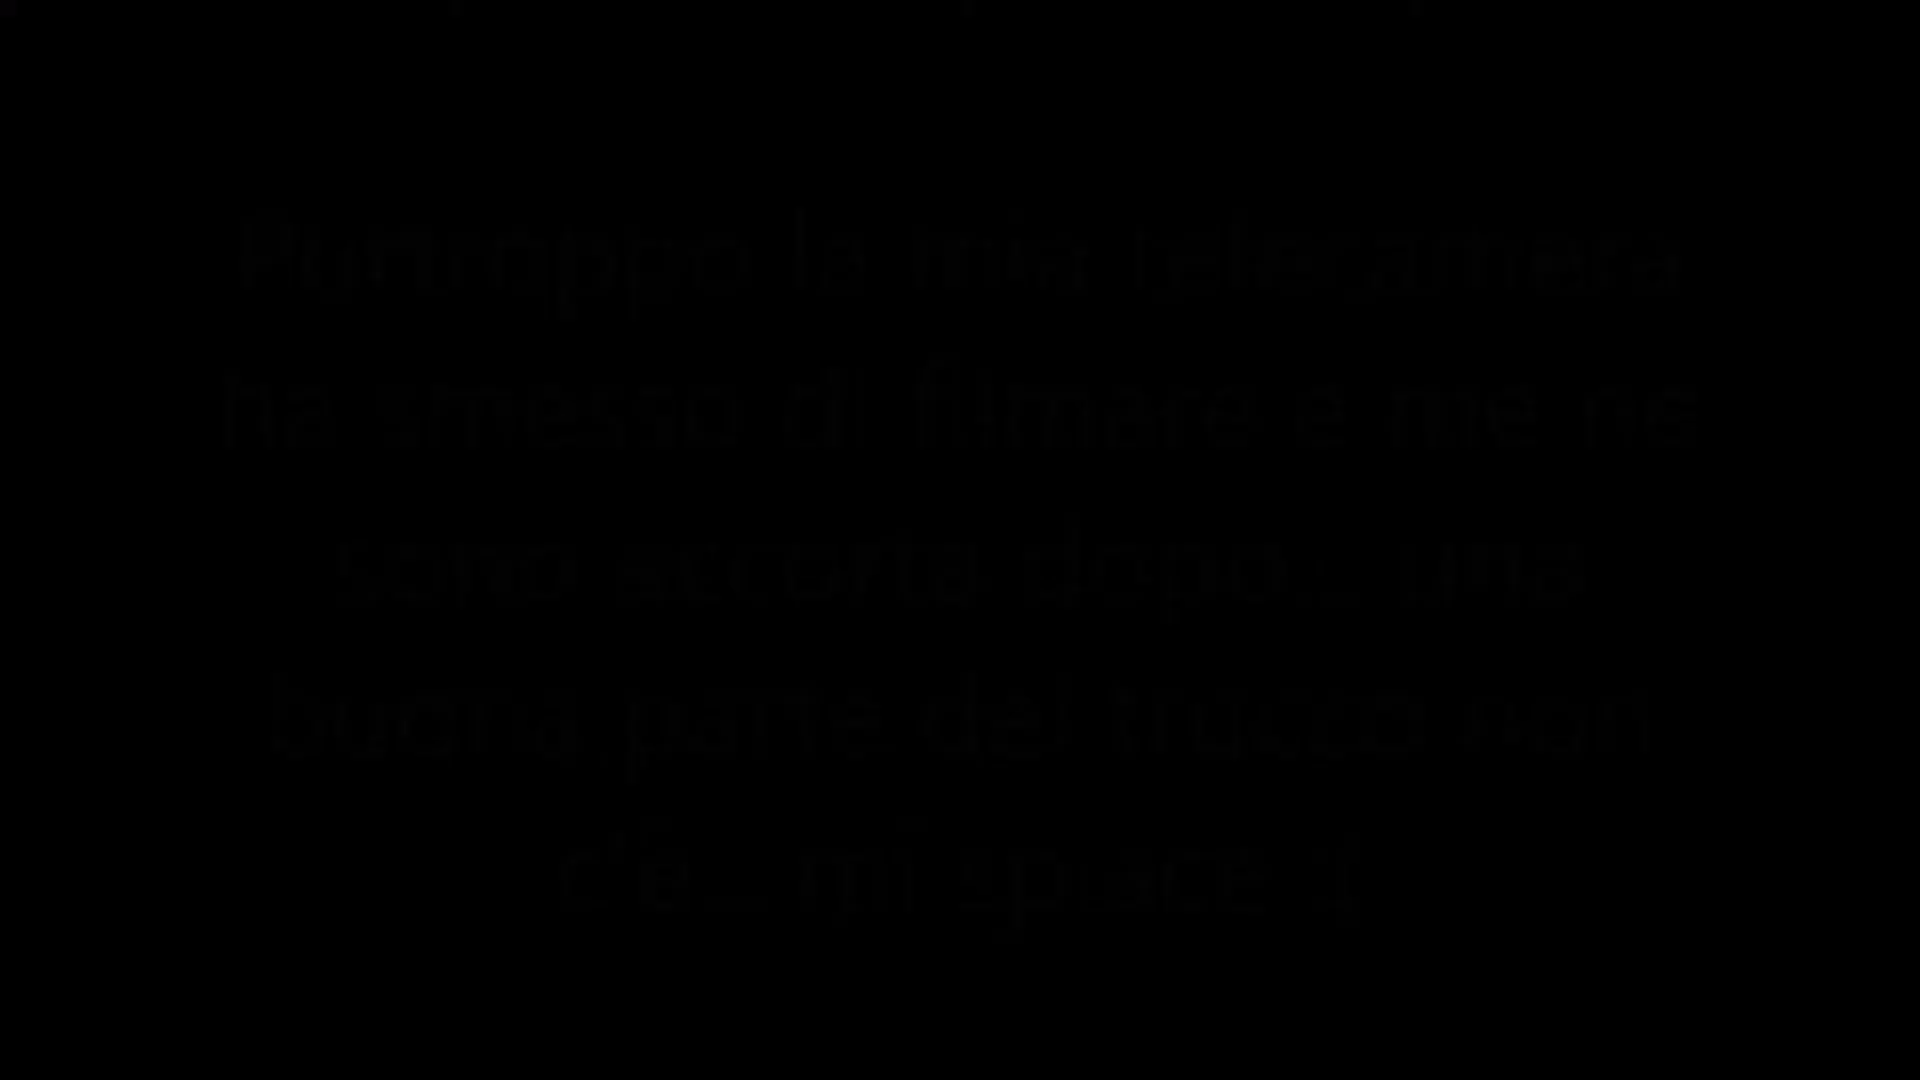 Purtroppo la mia telecamera
ha smesso di filmare e me ne
sono accorta dopo... una
buona parte del trucco non
c'è... mi spiace :(